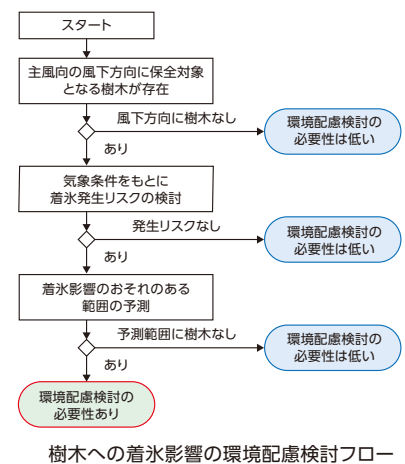 スタート
主風向の風下方向に保全対象
となる樹木が存在
風下方向に樹木なし
環境配慮検討の
必要性は低い
あり
気象条件をもとに
着氷発生リスクの検討
発生リスクなし
環境配慮検討の
必要性は低い
あり
着氷影響のおそれのある
範囲の予測
予測範囲に樹木なし
環境配慮検討の
必要性は低い
あり
環境配慮検討の
必要性あり
樹木への着氷影響の環境配慮検討フロー